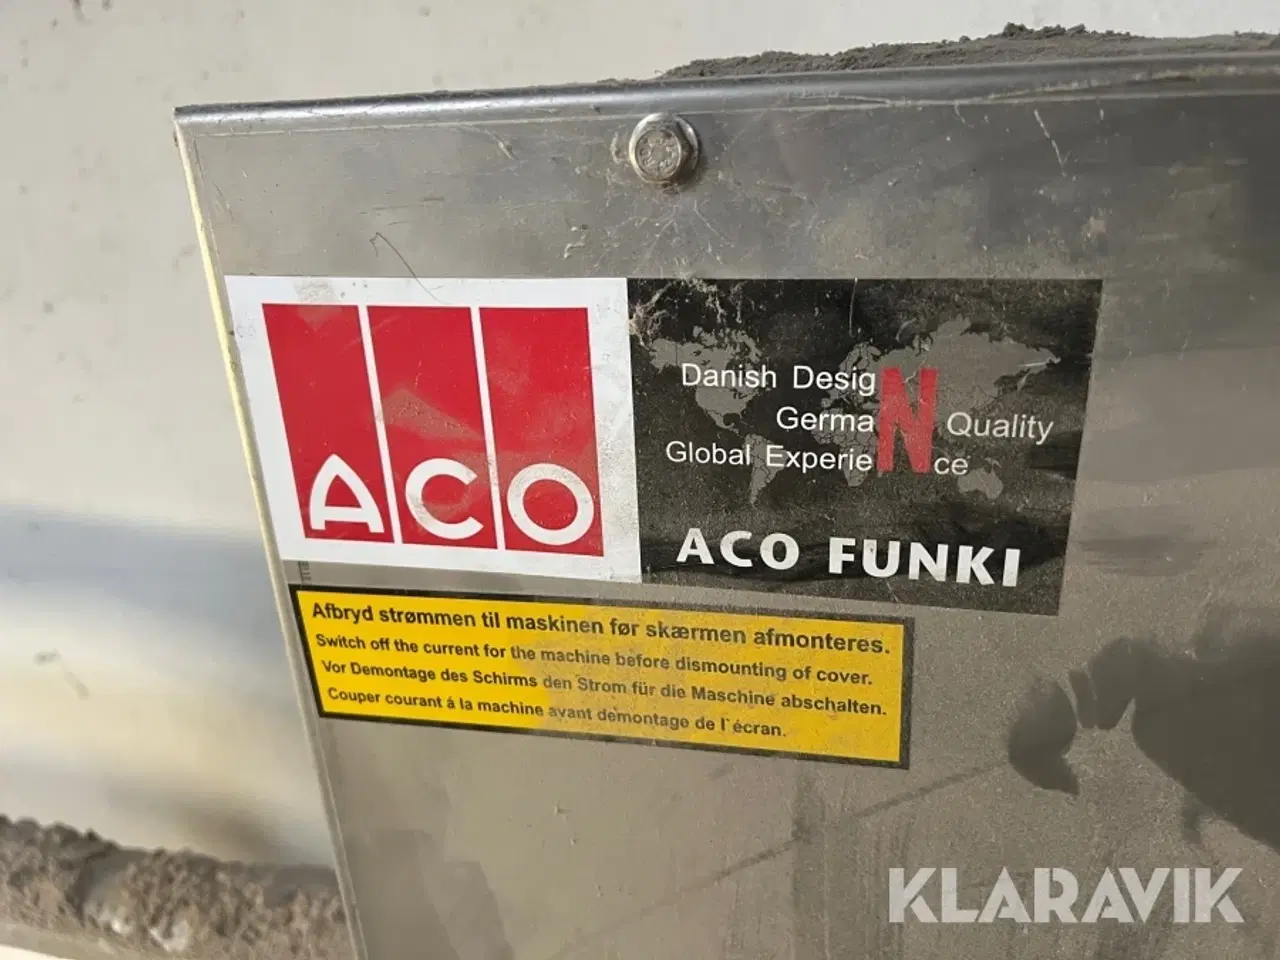 ACO
Danish Design
German Quality
Global Experience
ACO FUNKI
Afbryd strømmen til maskinen før skærmen afmonteres.
Switch off the current for the machine before dismounting of cover.
Vor Demontage des Schirms den Strom für die Maschine abschalten.
Couper courant á la machine avant démontage de l`écran.
KLARAVIK